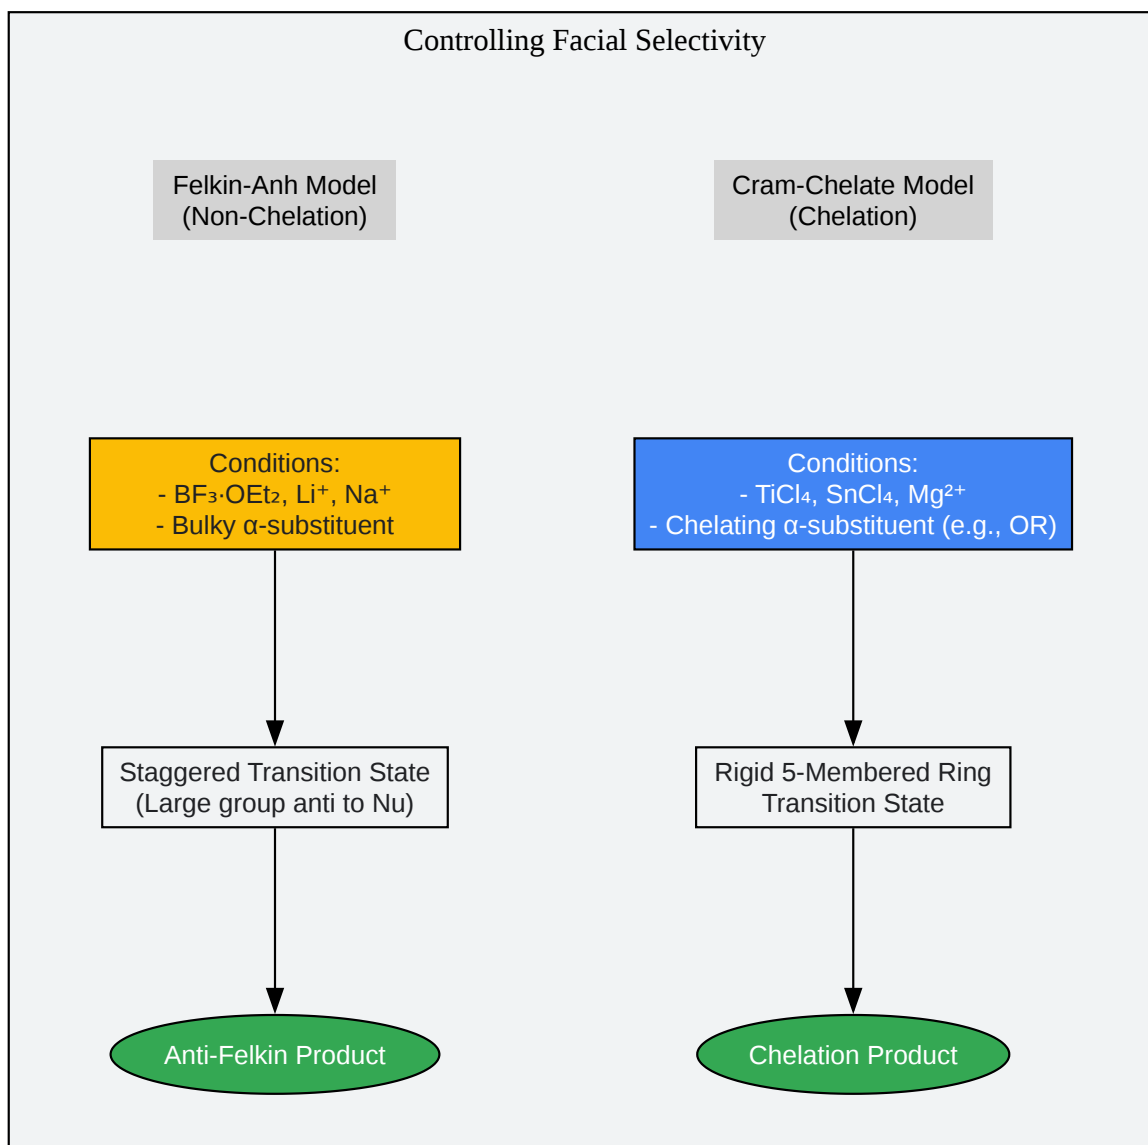 Controlling Facial Selectivity
Felkin-Anh Model
(Non-Chelation)
Cram-Chelate Model
(Chelation)
Conditions:
- BF₃·OEt₂, Li⁺, Na⁺
- Bulky α-substituent
Conditions:
- TiCl₄, SnCl₄, Mg²⁺
- Chelating α-substituent (e.g., OR)
Staggered Transition State
(Large group anti to Nu)
Rigid 5-Membered Ring
Transition State
Anti-Felkin Product
Chelation Product